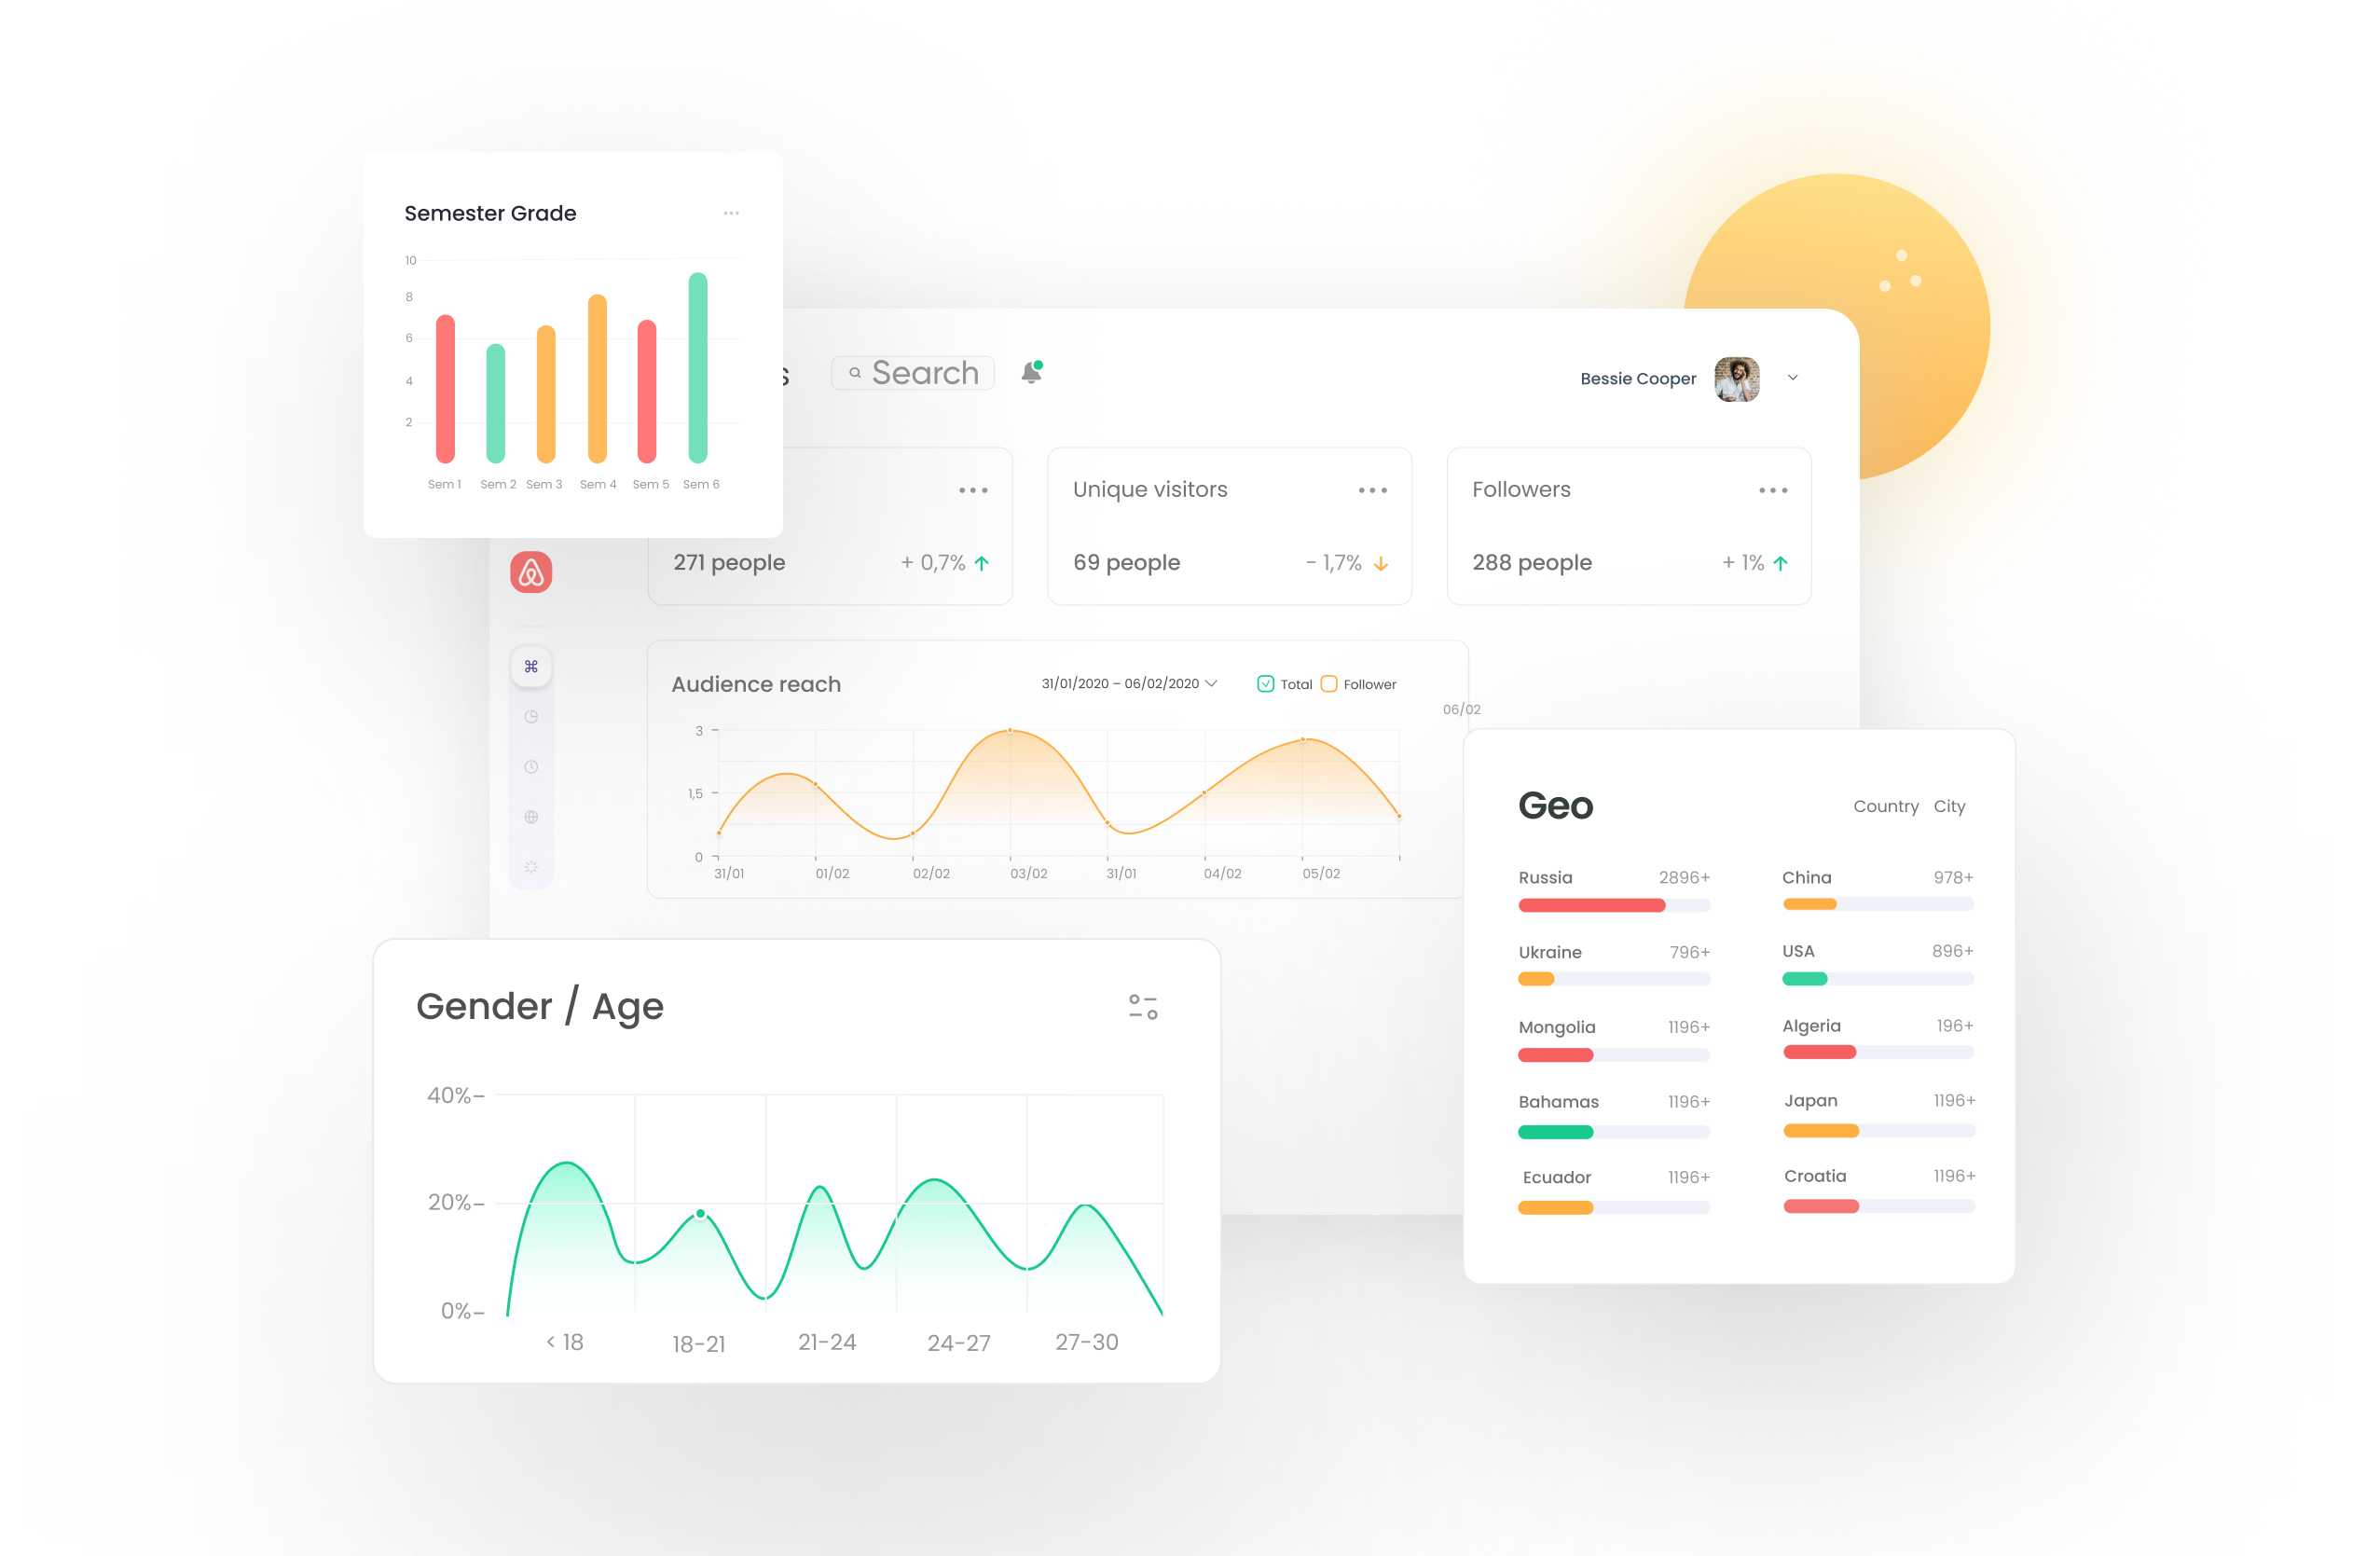 Semester Grade
10
8
6
4
2
Sem 1 Sem 2 Sem 3 Sem 4 Sem 5 Sem 6
Search
Bessie Cooper
271 people + 0,7%
Unique visitors
69 people - 1,7%
Followers
288 people + 1%
Audience reach 31/01/2020 – 06/02/2020 Total Follower
06/02
3
1,5
0
31/01 01/02 02/02 03/02 31/01 04/02 05/02
Geo Country City
Russia 2896+ China 978+
Ukraine 796+ USA 896+
Mongolia 1196+ Algeria 196+
Bahamas 1196+ Japan 1196+
Ecuador 1196+ Croatia 1196+
Gender / Age
40%–
20%–
0%–
< 18 18-21 21-24 24-27 27-30